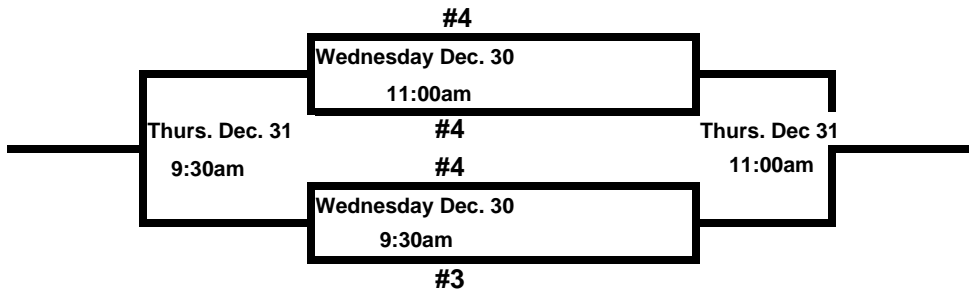 #4
Wednesday Dec. 30
11:00am
#4
Thurs. Dec. 31
9:30am
Thurs. Dec 31
11:00am
#4
Wednesday Dec. 30
9:30am
#3